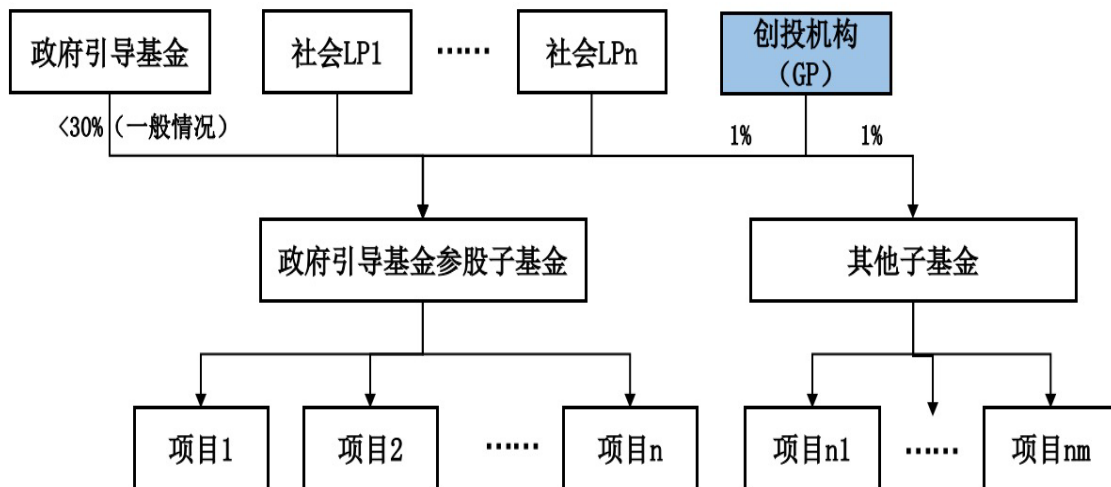 政府引导基金
社会LP1
……
社会LPn
创投机构
（GP）
<30%（一般情况）
1%
1%
政府引导基金参股子基金
其他子基金
项目1
项目2
……
项目n
项目n1
……
项目nm